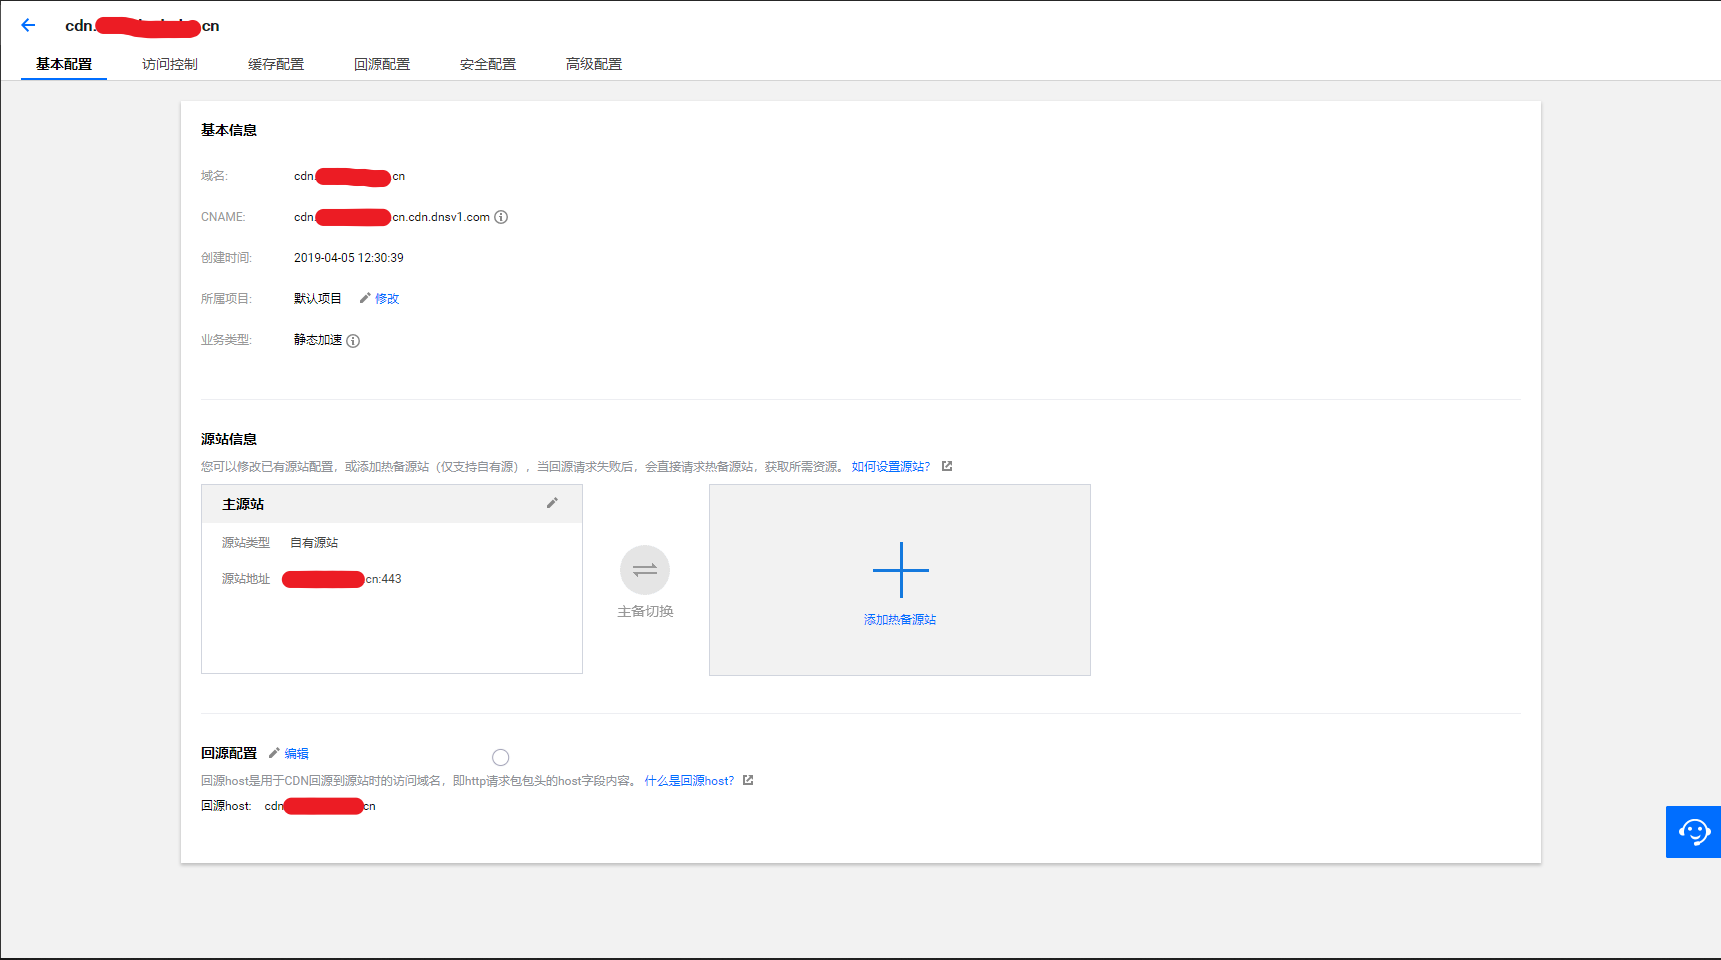 cdn. cn
基本配置 访问控制 缓存配置 回源配置 安全配置 高级配置
基本信息
域名: cdn. cn
CNAME: cdn. cn.cdn.dnsv1.com
创建时间: 2019-04-05 12:30:39
所属项目: 默认项目 修改
业务类型: 静态加速
源站信息
您可以修改已有源站配置，或添加热备源站（仅支持自有源），当回源请求失败后，会直接请求热备源站，获取所需资源。 如何设置源站？
主源站
源站类型 自有源站
源站地址 cn:443
主备切换
添加热备源站
回源配置 编辑
回源host是用于CDN回源到源站时的访问域名，即http请求包包头的host字段内容。 什么是回源host？
回源host: cdn cn